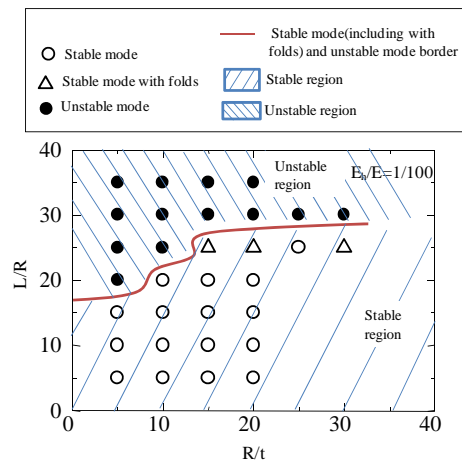 Stable mode
Stable mode with folds
Unstable mode
Stable mode(including with
folds) and unstable mode border
Stable region
Unstable region
40
30
20
10
0
L/R
Unstable
region
Eh/E=1/100
Stable
region
0
10
20
30
40
R/t